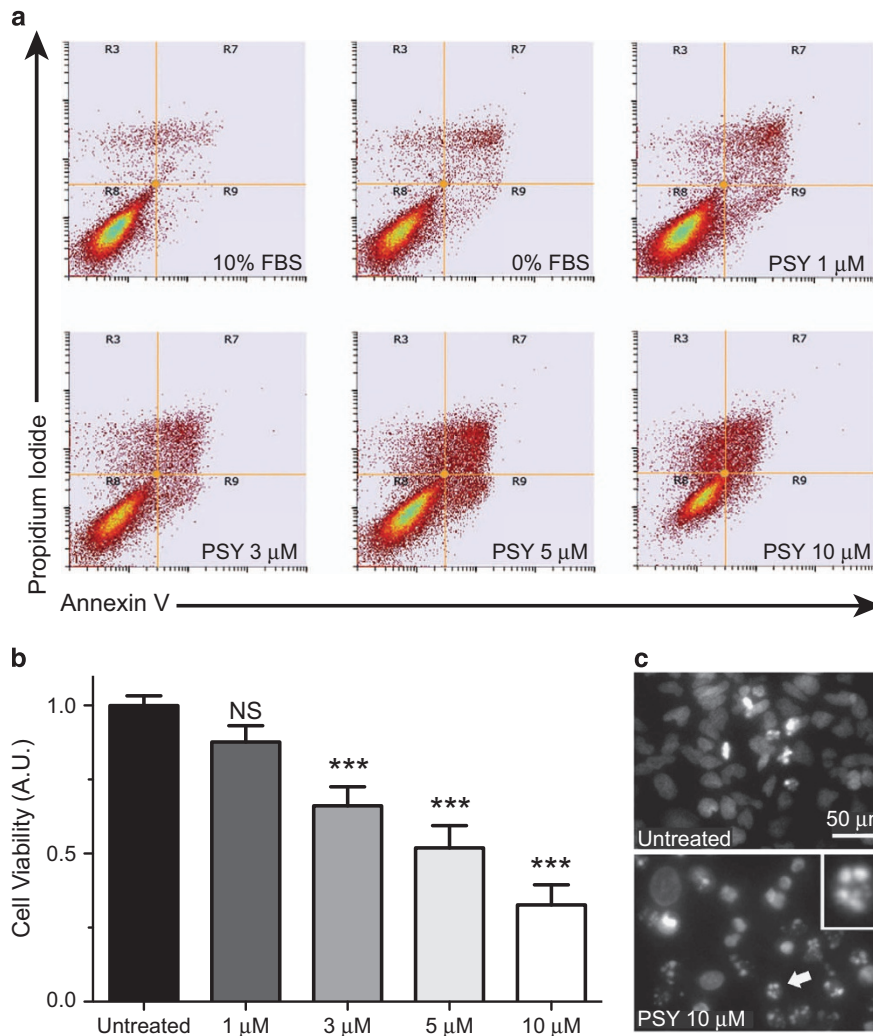 a
R3 R7
R8 R9
10% FBS
R3 R7
R8 R9
0% FBS
R3 R7
R8 R9
PSY 1 μM
R3 R7
R8 R9
PSY 3 μM
R3 R7
R8 R9
PSY 5 μM
R3 R7
R8 R9
PSY 10 μM
Propidium Iodide
Annexin V
b
Cell Viability (A.U.)
1.0
0.5
0.0
NS
***
***
***
Untreated 1 μM 3 μM 5 μM 10 μM
c
50 μm
Untreated
PSY 10 μM